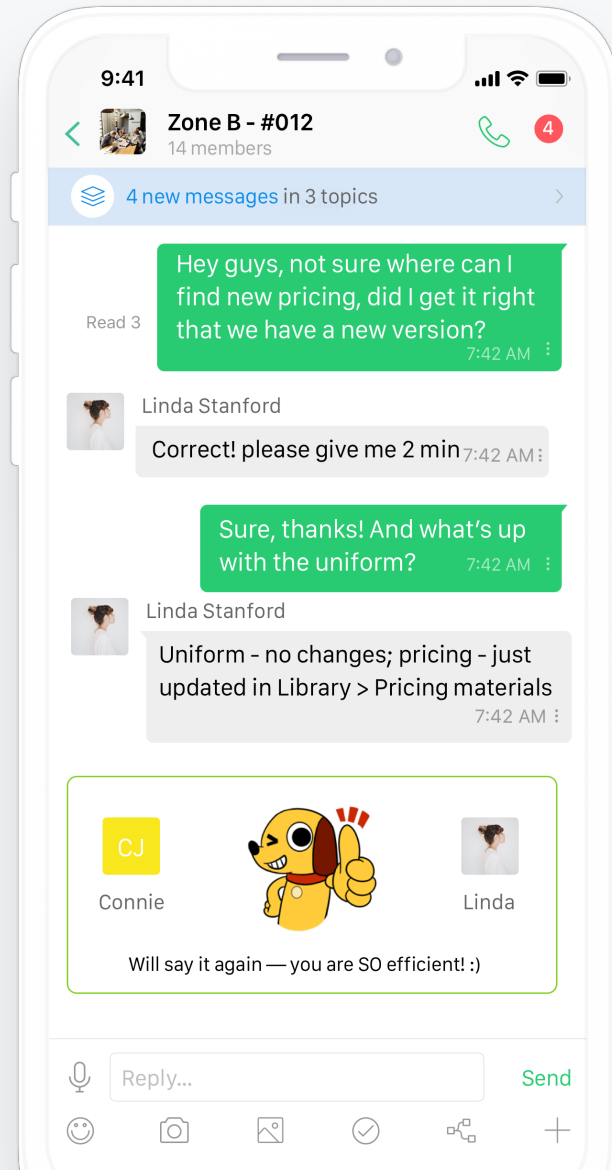 9:41
Zone B - #012
4
14 members
4 new messages in 3 topics
Hey guys, not sure where can I
find new pricing, did I get it right
Read 3
that we have a new version?
7:42 AM
Linda Stanford
Correct! please give me 2 min 7:42 AM
Sure, thanks! And what’s up
with the uniform? 7:42 AM
Linda Stanford
Uniform - no changes; pricing - just
updated in Library > Pricing materials
7:42 AM
CJ
Connie
Linda
Will say it again — you are SO efficient! :)
Reply...
Send